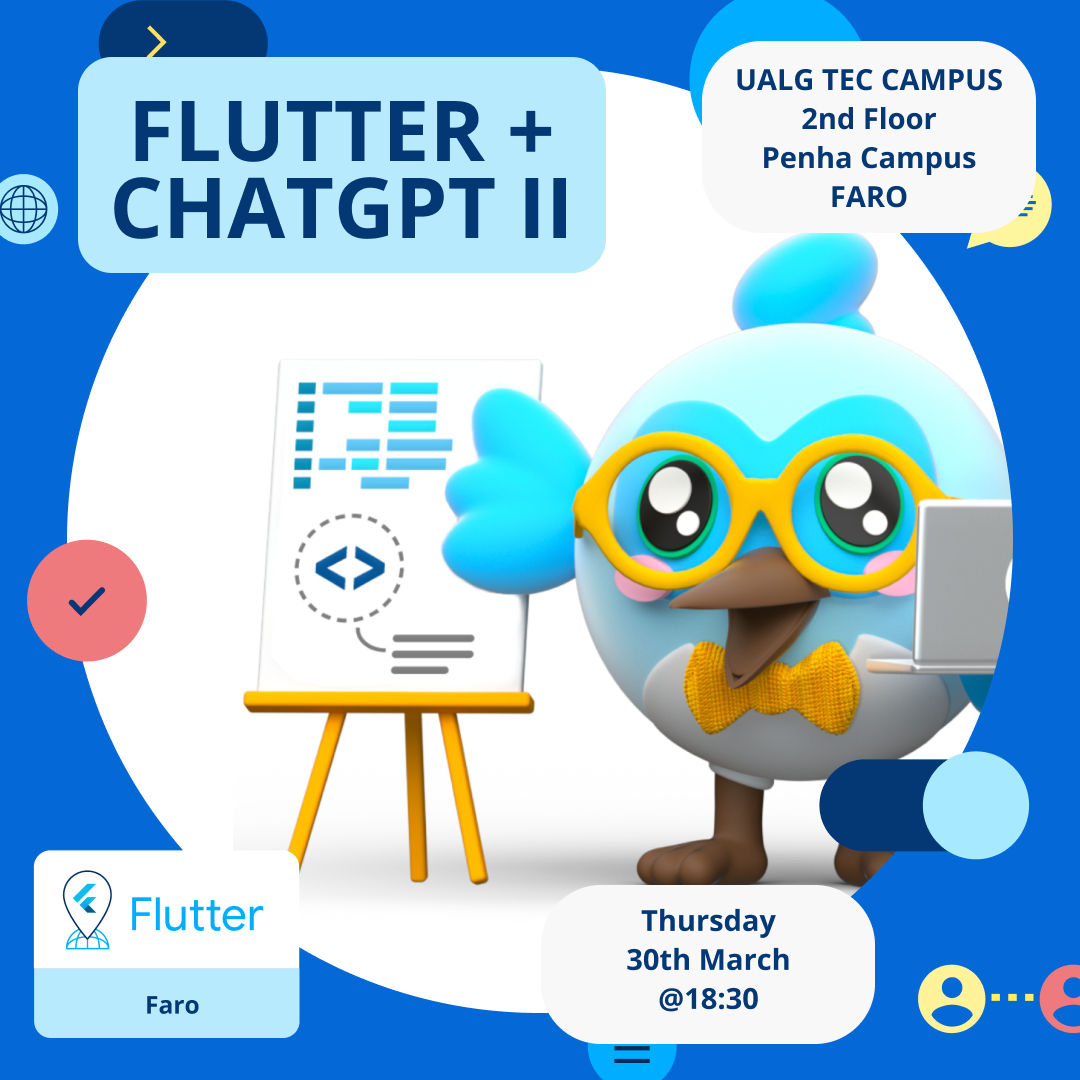 FLUTTER +
CHATGPT II
UALG TEC CAMPUS
2nd Floor
Penha Campus
FARO
Flutter
Faro
Thursday
30th March
@18:30